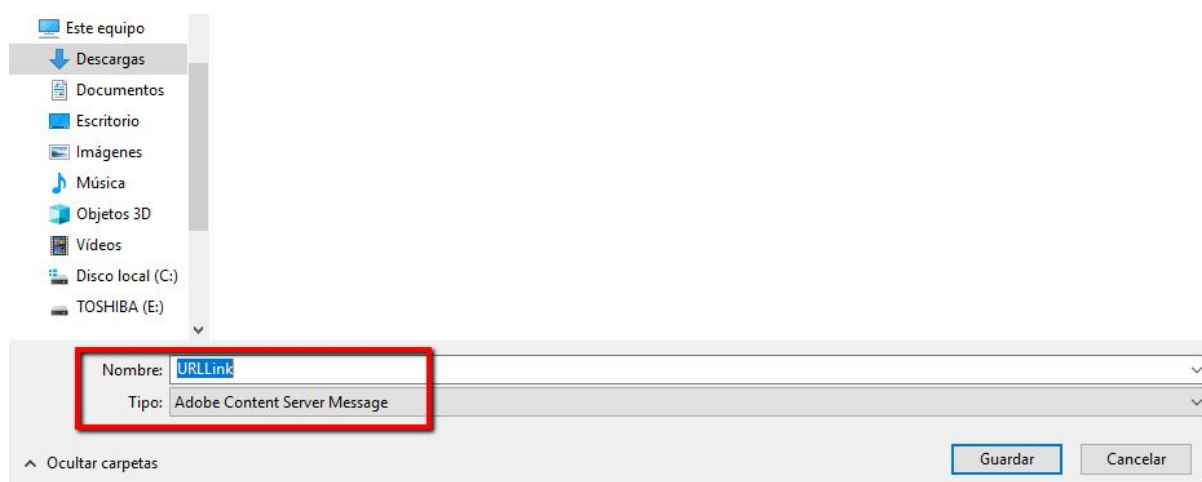 Este equipo
Descargas
Documentos
Escritorio
Imágenes
Música
Objetos 3D
Vídeos
Disco local (C:)
TOSHIBA (E:)
Nombre: URLLink
Tipo: Adobe Content Server Message
Ocultar carpetas
Guardar Cancelar